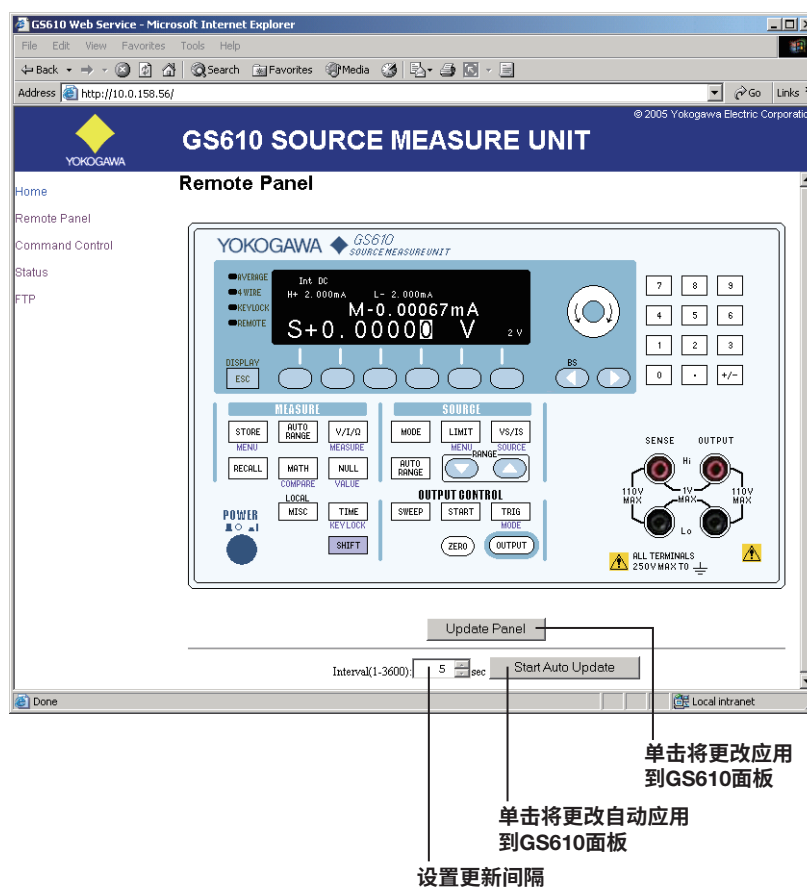 GS610 Web Service - Microsoft Internet Explorer
File Edit View Favorites Tools Help
Back Search Favorites Media
Address http://10.0.158.56/ Go Links
© 2005 Yokogawa Electric Corporatio
YOKOGAWA
GS610 SOURCE MEASURE UNIT
Home
Remote Panel
Command Control
Status
FTP
Remote Panel
YOKOGAWA GS610
SOURCE MEASURE UNIT
AVERAGE
4 WIRE
KEYLOCK
REMOTE
Int DC
H+ 2.000mA L- 2.000mA
M-0.00067mA
S+0.00000 V 2 V
DISPLAY
ESC
BS
7 8 9
4 5 6
1 2 3
0 . +/-
MEASURE
STORE AUTO RANGE V/I/Ω
MENU MEASURE
RECALL MATH NULL
COMPARE VALUE
LOCAL
MISC TIME
KEYLOCK
SHIFT
POWER
SOURCE
MODE LIMIT VS/IS
MENU SOURCE
RANGE
AUTO RANGE
OUTPUT CONTROL
SWEEP START TRIG
MODE
ZERO OUTPUT
SENSE OUTPUT
Hi
110V MAX
1V MAX
110V MAX
Lo
ALL TERMINALS
250V MAX TO
Update Panel
Interval(1-3600): 5 sec Start Auto Update
Done Local intranet
单击将更改应用
到GS610面板
单击将更改自动应用
到GS610面板
设置更新间隔